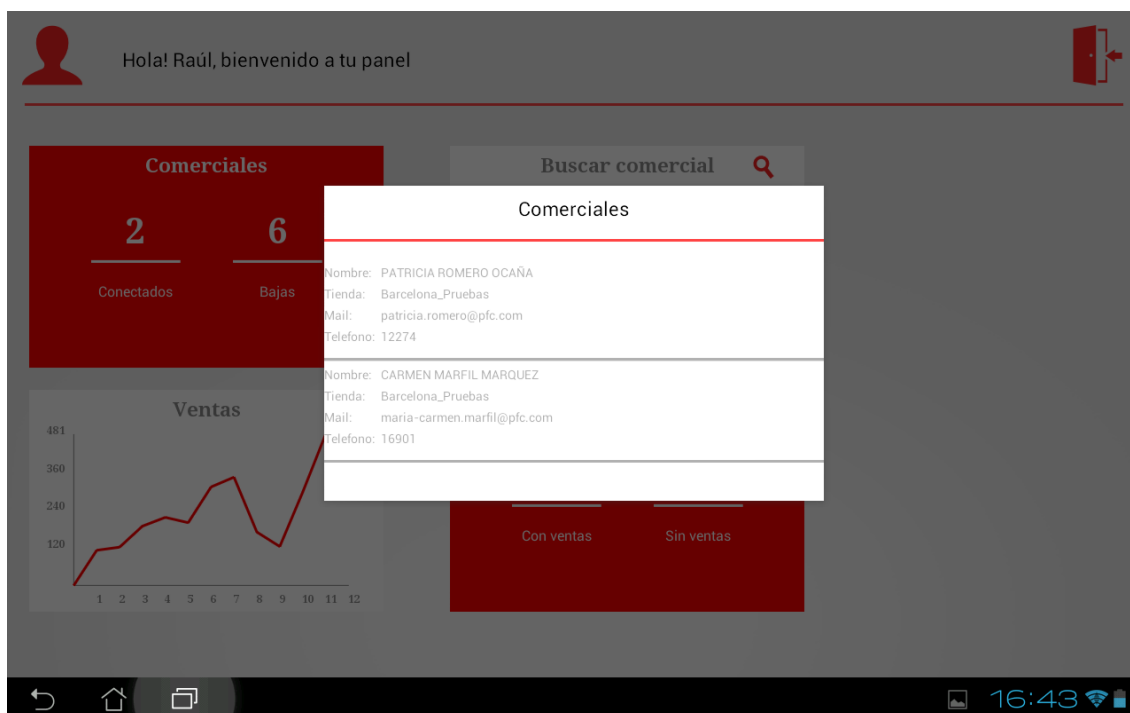 Hola! Raúl, bienvenido a tu panel
Comerciales
2
6
Conectados
Bajas
Buscar comercial
Comerciales
Nombre: PATRICIA ROMERO OCAÑA
Tienda: Barcelona_Pruebas
Mail: patricia.romero@pfc.com
Telefono: 12274
Nombre: CARMEN MARFIL MARQUEZ
Tienda: Barcelona_Pruebas
Mail: maria-carmen.marfil@pfc.com
Telefono: 16901
Ventas
481
360
240
120
1 2 3 4 5 6 7 8 9 10 11 12
Con ventas
Sin ventas
16:43